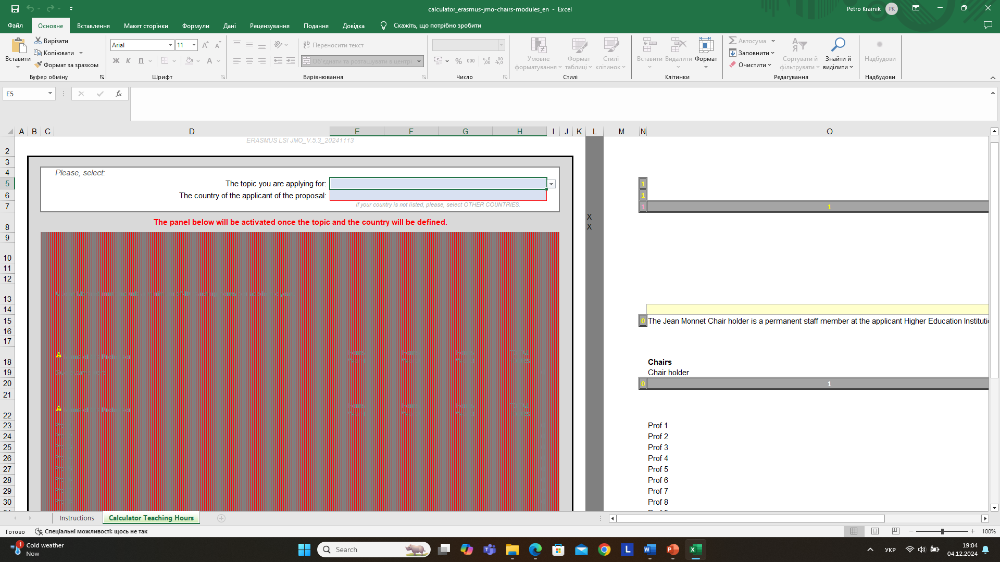 calculator_erasmus-jmo-chairs-modules_en - Excel
Petro Krainik PK
Файл Основне Вставлення Макет сторінки Формули Дані Рецензування Подання Довідка Скажіть, що потрібно зробити
Вставити
Вирізати
Копіювати
Формат за зразком
Буфер обміну
Arial 11
Ж К П
Шрифт
Переносити текст
Об'єднати та розташувати в центрі
Вирівнювання
% 000
Число
Умовне форматування
Формат таблиці
Стилі клітинок
Стилі
Вставити Видалити Формат
Клітинки
Автосума
Заповнити
Очистити
Сортувати й фільтрувати
Знайти й виділити
Редагування
Надбудови
Надбудови
E5
fx
A B C D E F G H I J K L M N O
2 ERASMUS LSI JMO_V.5.3_20241113
3
4 Please, select:
5 The topic you are applying for: 1
6 The country of the applicant of the proposal: 1
7 If your country is not listed, please, select OTHER COUNTRIES. 1 1
X
8 The panel below will be activated once the topic and the country will be defined. X
9
10
11
12
13
14
15 0 The Jean Monnet Chair holder is a permanent staff member at the applicant Higher Education
16
17
18 Chairs
19 Chair holder
20 0 1
21
22
23 Prof 1
24 Prof 2
25 Prof 3
26 Prof 4
27 Prof 5
28 Prof 6
29 Prof 7
30 Prof 8
Instructions Calculator Teaching Hours
Готово Спеціальні можливості: щось не так 100%
1 Cold weather
Now
Search
УКР
19:04
04.12.2024